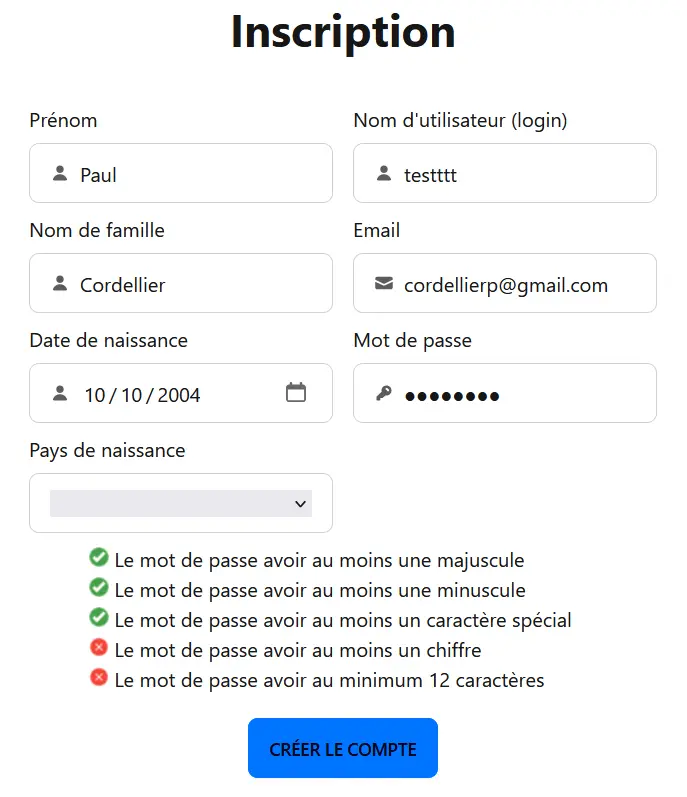 Inscription
Prénom
Nom d'utilisateur (login)
Paul
testttt
Nom de famille
Email
Cordellier
cordellierp@gmail.com
Date de naissance
Mot de passe
10 / 10 / 2004
●●●●●●●●
Pays de naissance
Le mot de passe avoir au moins une majuscule
Le mot de passe avoir au moins une minuscule
Le mot de passe avoir au moins un caractère spécial
Le mot de passe avoir au moins un chiffre
Le mot de passe avoir au minimum 12 caractères
CRÉER LE COMPTE